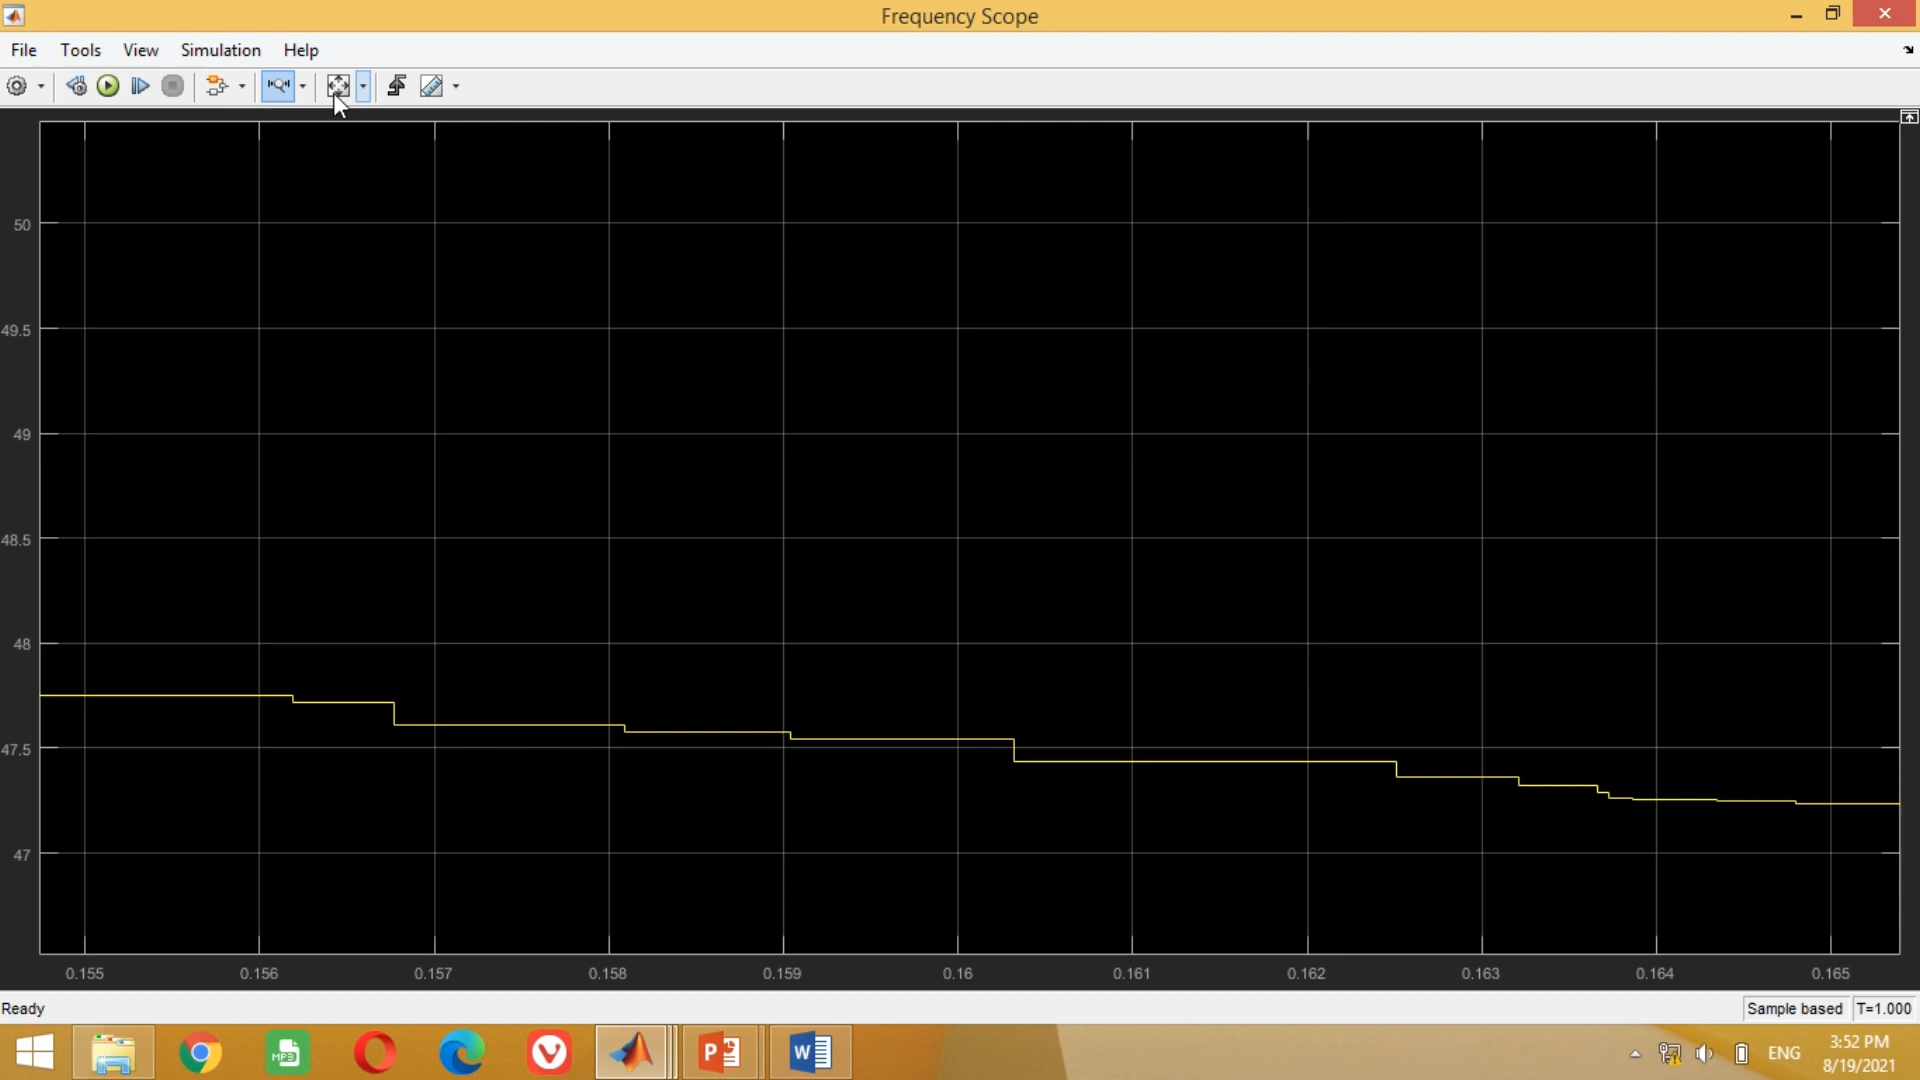 Frequency Scope
File Tools View Simulation Help
50
49.5
49
48.5
48
47.5
47
0.155 0.156 0.157 0.158 0.159 0.16 0.161 0.162 0.163 0.164 0.165
Ready Sample based T=1.000
MP3 P W ENG 3:52 PM
8/19/2021